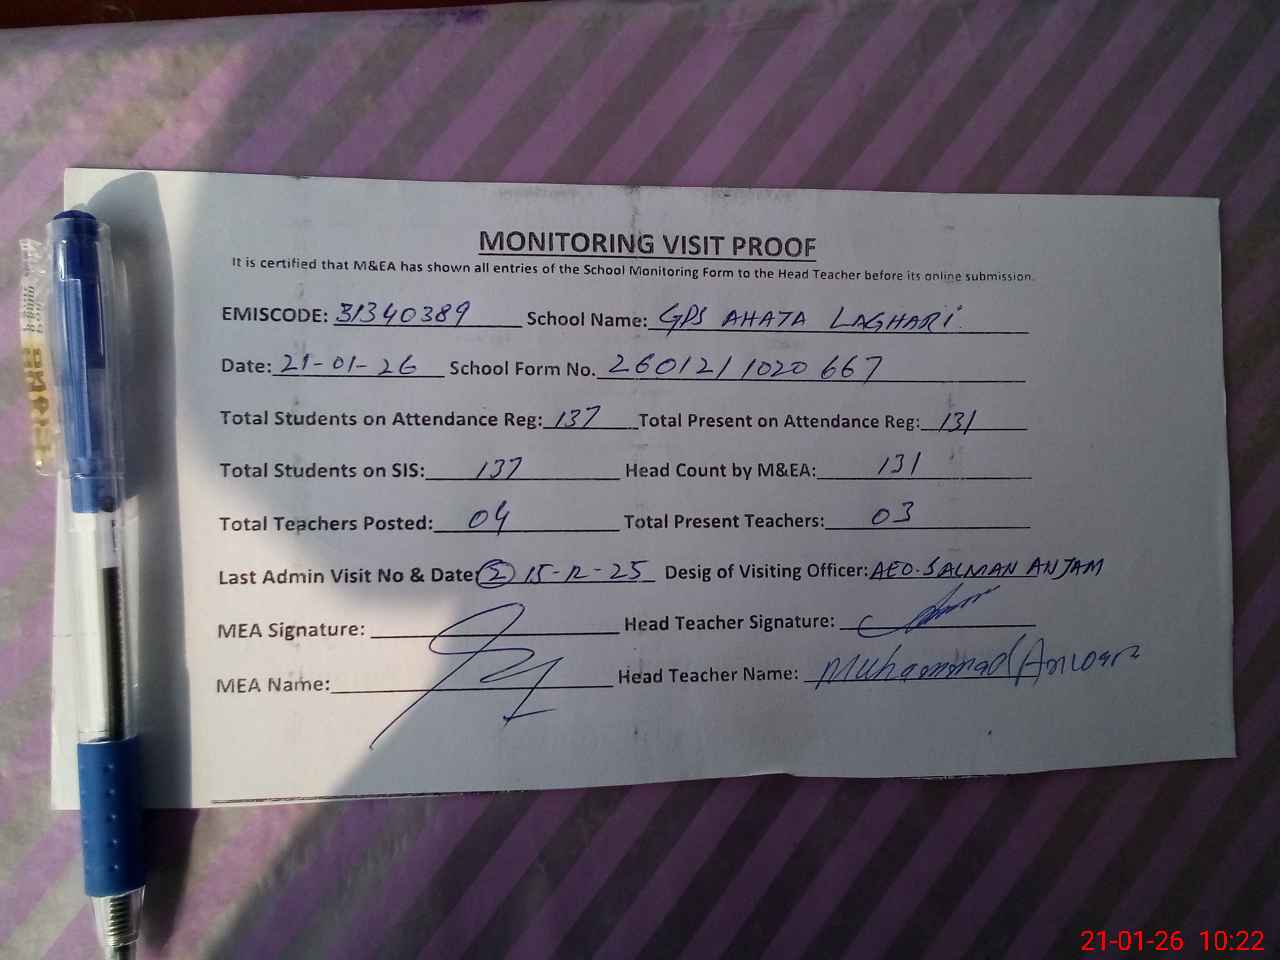 MONITORING VISIT PROOF
It is certified that M&EA has shown all entries of the School Monitoring Form to the Head Teacher before its online submission.
EMISCODE: 31340389 School Name: GPS AHATA LAGHARI
Date: 21-01-26 School Form No. 260121 1020 667
Total Students on Attendance Reg: 137 Total Present on Attendance Reg: 131
Total Students on SIS: 137 Head Count by M&EA: 131
Total Teachers Posted: 04 Total Present Teachers: 03
Last Admin Visit No & Date: 2 15-12-25 Desig of Visiting Officer: AEO. SALMAN ANJAM
MEA Signature: Head Teacher Signature:
MEA Name: Head Teacher Name: Muhammad Anwar
21-01-26 10:22